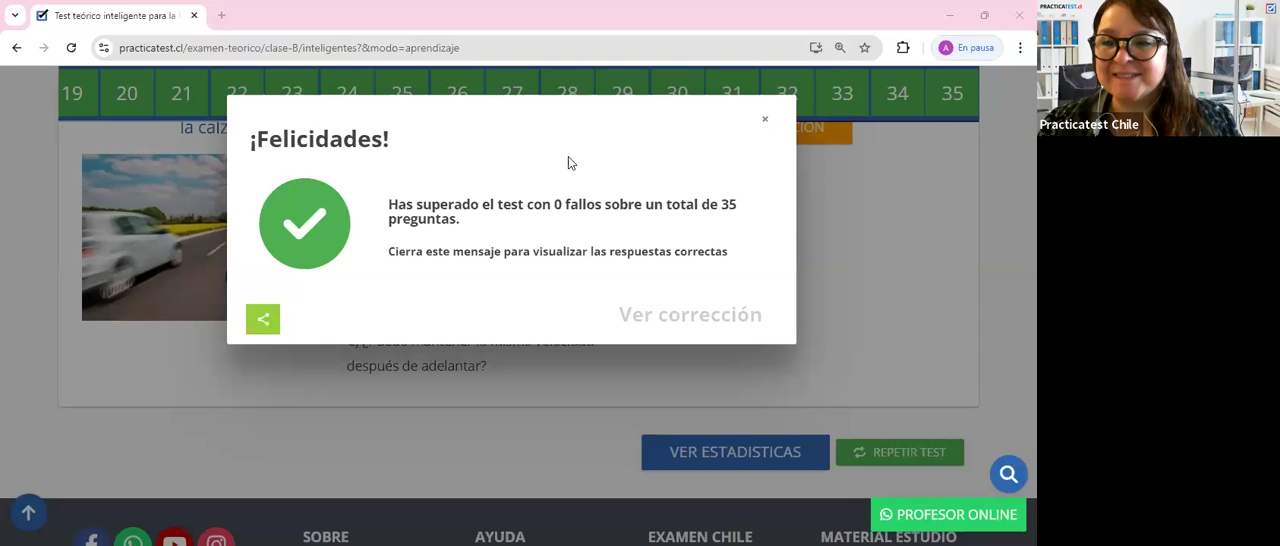 Test teórico inteligente para la
practicatest.cl/examen-teorico/clase-B/inteligentes?&modo=aprendizaje
A
En pausa
PRACTICATEST.cl
Practicatest Chile
19 20 21 22 23 24 25 26 27 28 29 30 31 32 33 34 35
la calz
¡Felicidades!
×
Has superado el test con 0 fallos sobre un total de 35
preguntas.
Cierra este mensaje para visualizar las respuestas correctas
Ver corrección
después de adelantar?
VER ESTADISTICAS
REPETIR TEST
PROFESOR ONLINE
SOBRE
AYUDA
EXAMEN CHILE
MATERIAL ESTUDIO